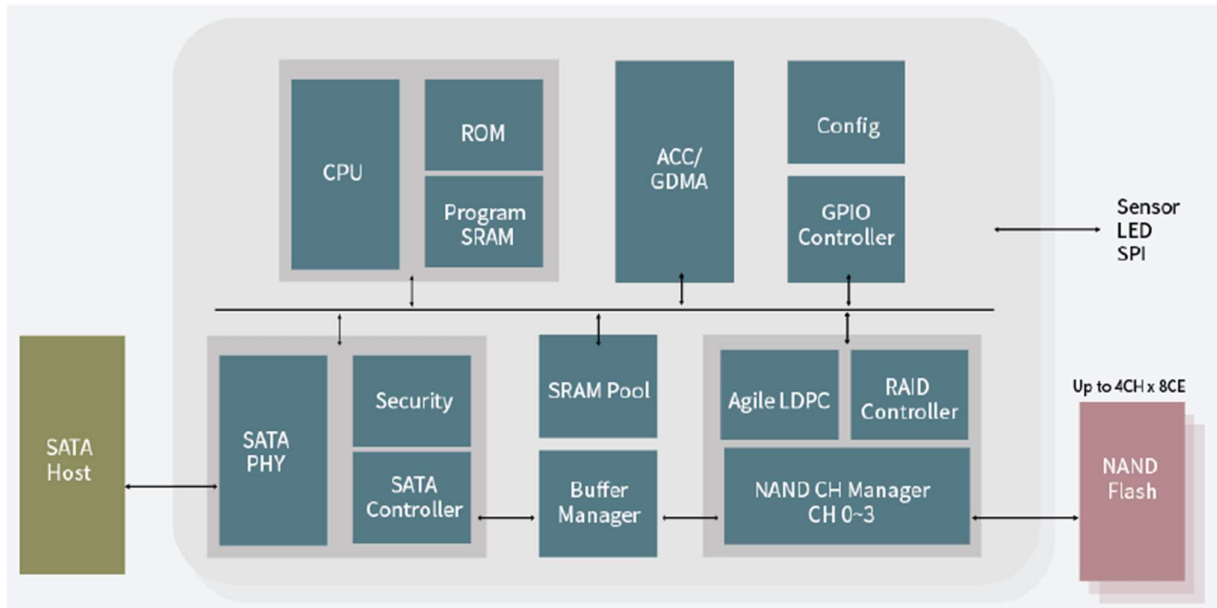 CPU
ROM
Program
SRAM
ACC/
GDMA
Config
GPIO
Controller
Sensor
LED
SPI
SATA
Host
SATA
PHY
Security
SATA
Controller
SRAM Pool
Buffer
Manager
Agile LDPC
RAID
Controller
NAND CH Manager
CH 0~3
Up to 4CH x 8CE
NAND
Flash